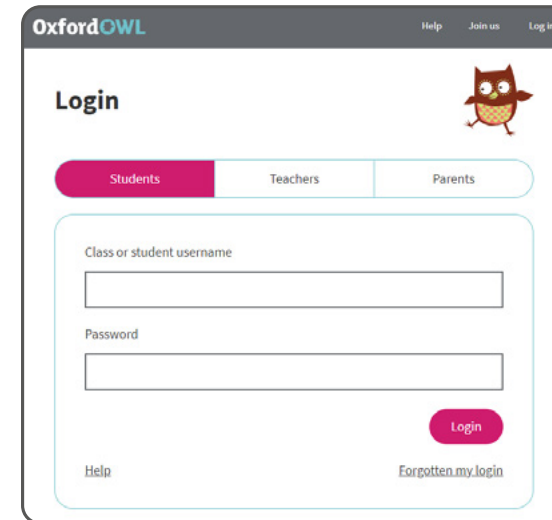 OxfordOWL Help Join us Log in
Login
Students Teachers Parents
Class or student username
Password
Login
Help Forgotten my login